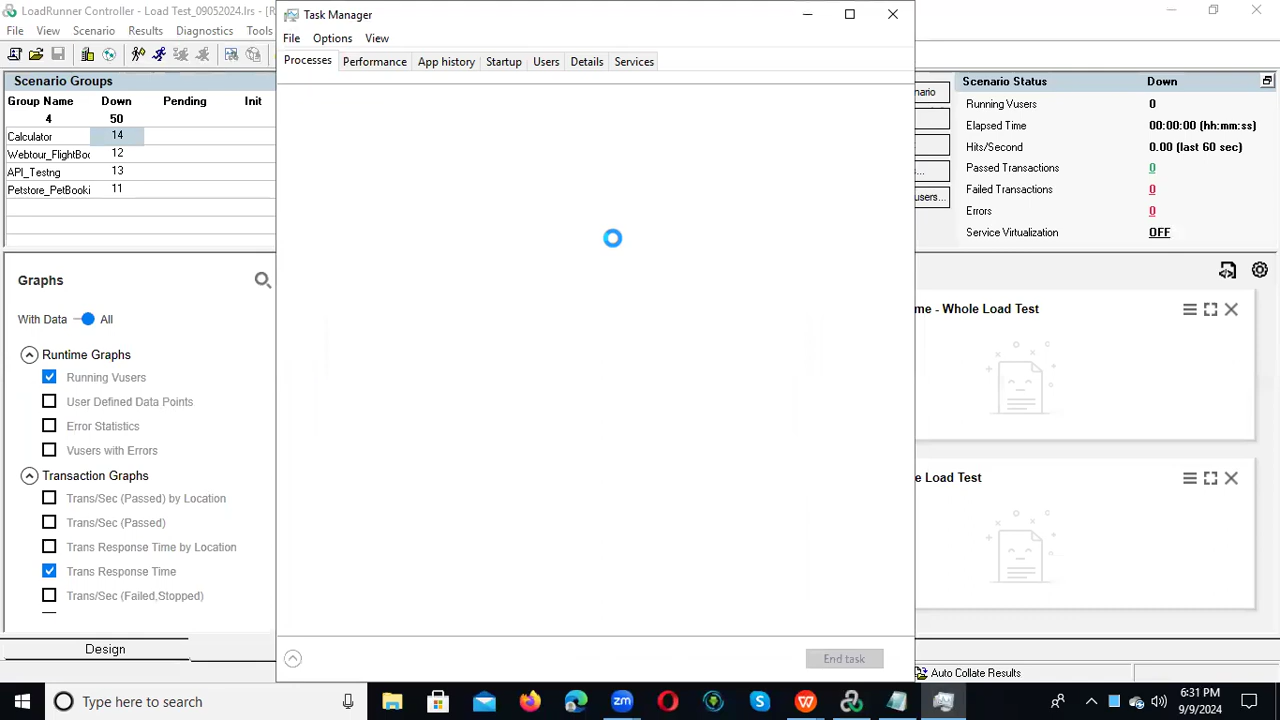 LoadRunner Controller - Load Test_09052024.lrs - [R
Task Manager
File View Scenario Results Diagnostics Tools
File Options View
Processes Performance App history Startup Users Details Services
Scenario Groups
Group Name Down Pending Init
4 50
Calculator 14
Webtour_FlightBoo 12
API_Testng 13
Petstore_PetBooki 11
nario
s...
users...
Scenario Status Down
Running Vusers 0
Elapsed Time 00:00:00 (hh:mm:ss)
Hits/Second 0.00 (last 60 sec)
Passed Transactions 0
Failed Transactions 0
Errors 0
Service Virtualization OFF
Graphs
With Data All
Runtime Graphs
Running Vusers
User Defined Data Points
Error Statistics
Vusers with Errors
Transaction Graphs
Trans/Sec (Passed) by Location
Trans/Sec (Passed)
Trans Response Time by Location
Trans Response Time
Trans/Sec (Failed,Stopped)
me - Whole Load Test
e Load Test
Design
End task
Auto Collate Results
Type here to search
zm
6:31 PM
9/9/2024